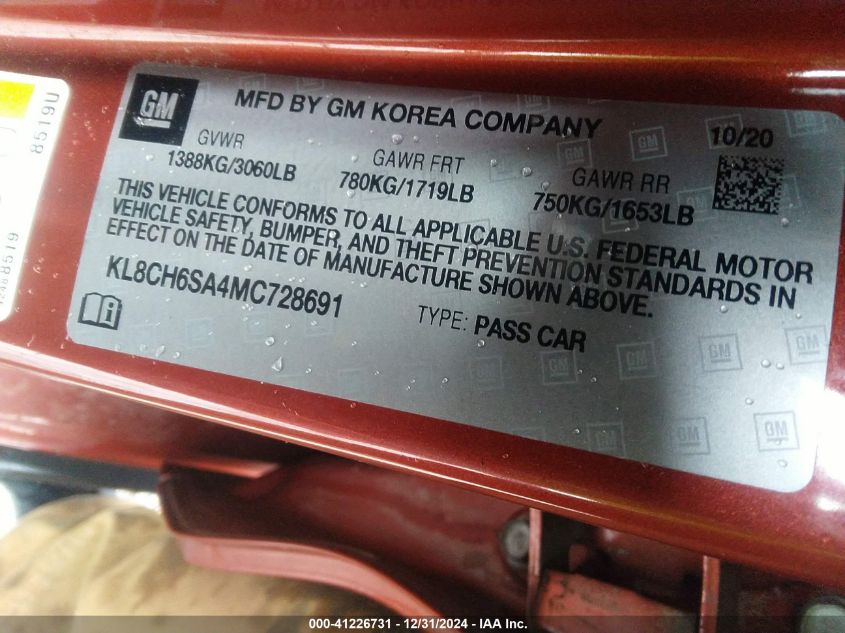 GM
MFD BY GM KOREA COMPANY
10/20
GVWR
1388KG/3060LB
GAWR FRT
780KG/1719LB
GAWR RR
750KG/1653LB
THIS VEHICLE CONFORMS TO ALL APPLICABLE U.S. FEDERAL MOTOR
VEHICLE SAFETY, BUMPER, AND THEFT PREVENTION STANDARDS IN
EFFECT ON THE DATE OF MANUFACTURE SHOWN ABOVE.
KL8CH6SA4MC728691
TYPE: PASS CAR
8519U
000-41226731 - 12/31/2024 - IAA Inc.